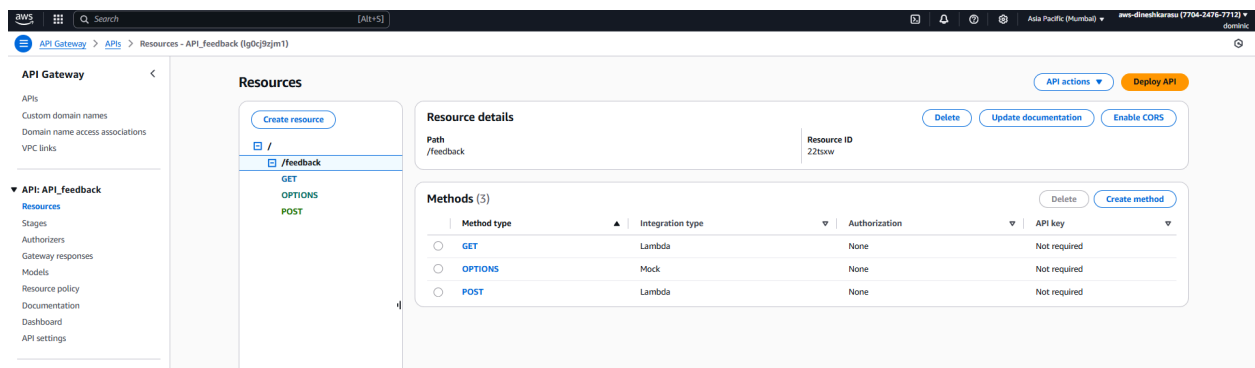 aws
Search
[Alt+S]
Asia Pacific (Mumbai)
aws-dineshkarasu (7704-2476-7712)
dominic
API Gateway > APIs > Resources - API_feedback (lg0cj9zjm1)
API Gateway
APIs
Custom domain names
Domain name access associations
VPC links
API: API_feedback
Resources
Stages
Authorizers
Gateway responses
Models
Resource policy
Documentation
Dashboard
API settings
Resources
API actions
Deploy API
Create resource
/
/feedback
GET
OPTIONS
POST
Resource details
Delete
Update documentation
Enable CORS
Path
/feedback
Resource ID
22tsxw
Methods (3)
Delete
Create method
Method type Integration type Authorization API key
GET Lambda None Not required
OPTIONS Mock None Not required
POST Lambda None Not required